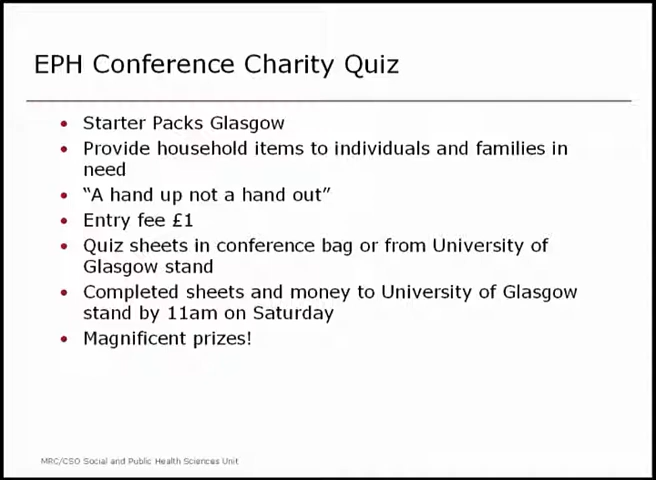 EPH Conference Charity Quiz
• Starter Packs Glasgow
• Provide household items to individuals and families in
need
• “A hand up not a hand out”
• Entry fee £1
• Quiz sheets in conference bag or from University of
Glasgow stand
• Completed sheets and money to University of Glasgow
stand by 11am on Saturday
• Magnificent prizes!
MRC/CSO Social and Public Health Sciences Unit